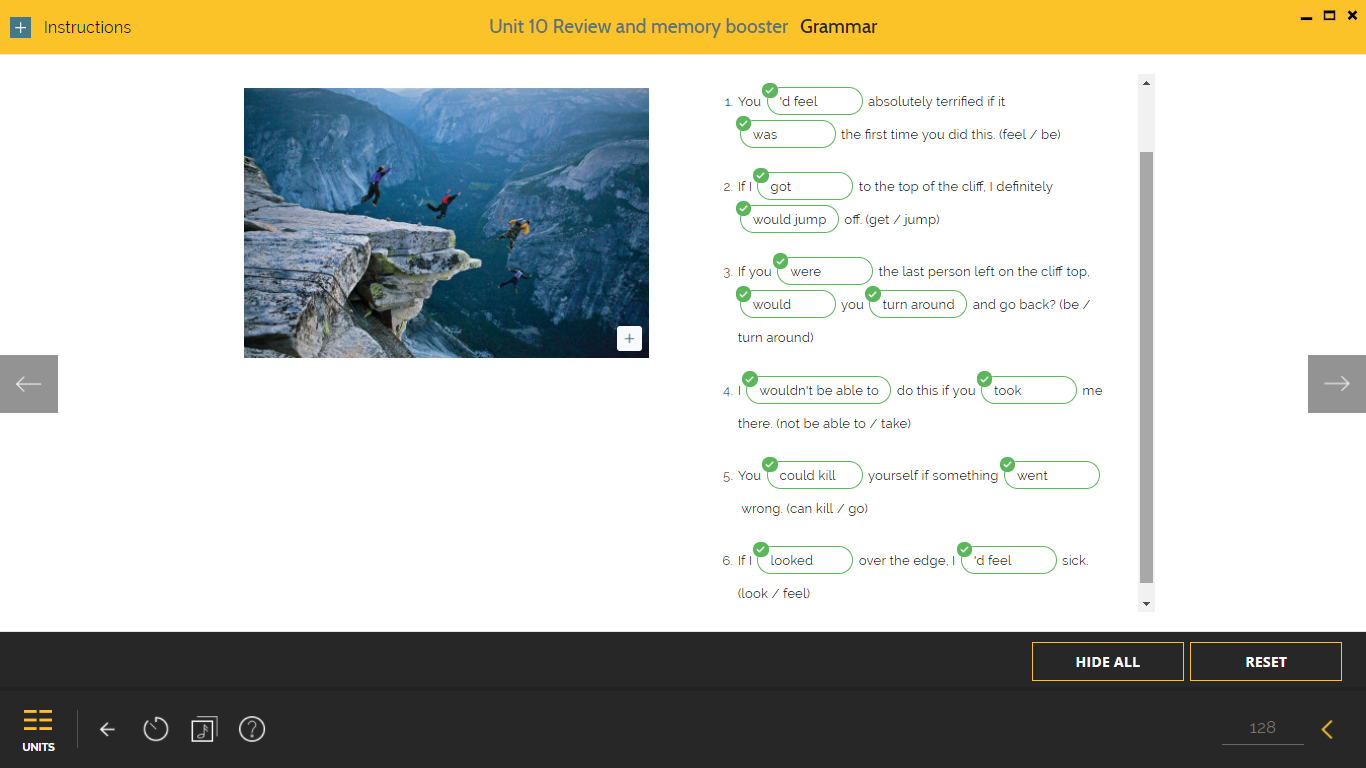 Instructions
Unit 10 Review and memory booster Grammar
1. You 'd feel absolutely terrified if it
was the first time you did this. (feel / be)
2. If I got to the top of the cliff, I definitely
would jump off. (get / jump)
3. If you were the last person left on the cliff top,
would you turn around and go back? (be /
turn around)
4. I wouldn't be able to do this if you took me
there. (not be able to / take)
5. You could kill yourself if something went
wrong. (can kill / go)
6. If I looked over the edge, I 'd feel sick.
(look / feel)
HIDE ALL RESET
UNITS
128